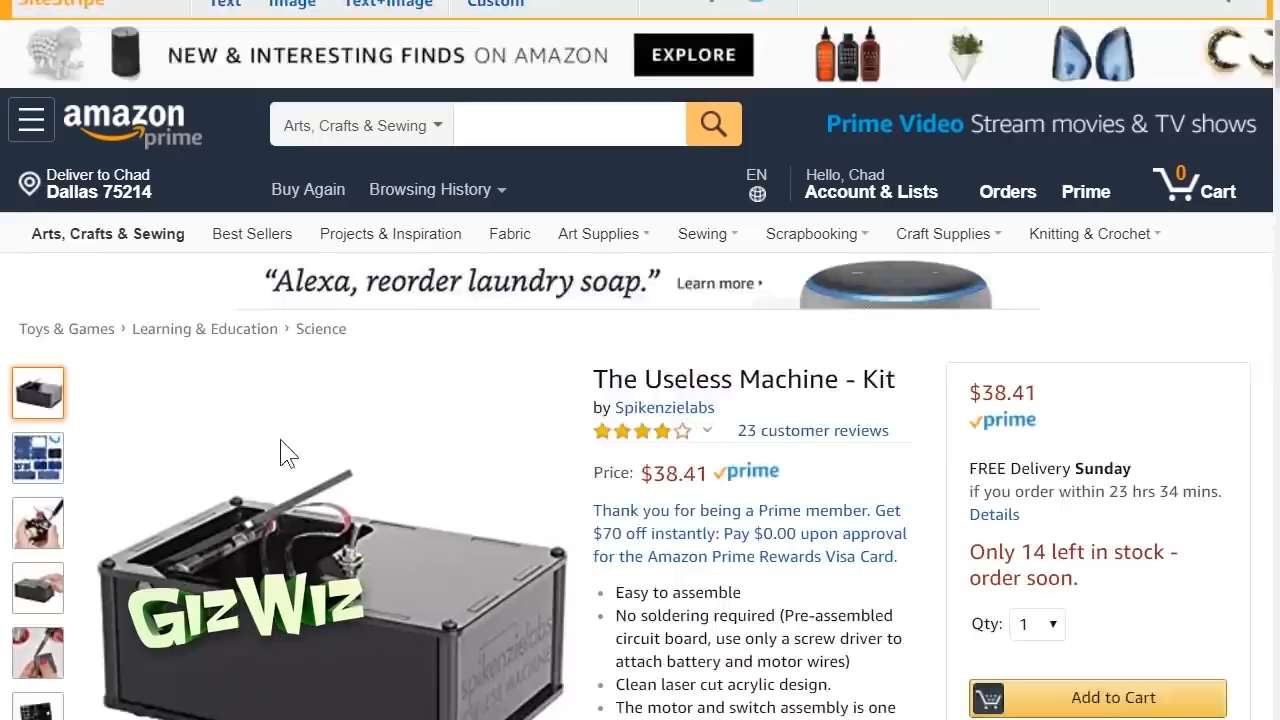 SiteStripe
Text Image Text+Image Custom
NEW & INTERESTING FINDS ON AMAZON EXPLORE
amazon prime
Arts, Crafts & Sewing
Prime Video Stream movies & TV shows
Deliver to Chad
Dallas 75214
Buy Again Browsing History
EN
Hello, Chad
Account & Lists
Orders
Prime
0
Cart
Arts, Crafts & Sewing Best Sellers Projects & Inspiration Fabric Art Supplies Sewing Scrapbooking Craft Supplies Knitting & Crochet
“Alexa, reorder laundry soap.” Learn more
Toys & Games › Learning & Education › Science
The Useless Machine - Kit
by Spikenzielabs
23 customer reviews
Price: $38.41 prime
Thank you for being a Prime member. Get
$70 off instantly: Pay $0.00 upon approval
for the Amazon Prime Rewards Visa Card.
• Easy to assemble
• No soldering required (Pre-assembled
circuit board, use only a screw driver to
attach battery and motor wires)
• Clean laser cut acrylic design.
• The motor and switch assembly is one
$38.41
prime
FREE Delivery Sunday
if you order within 23 hrs 34 mins.
Details
Only 14 left in stock -
order soon.
Qty: 1
Add to Cart
GizWiz
spikenzielabs